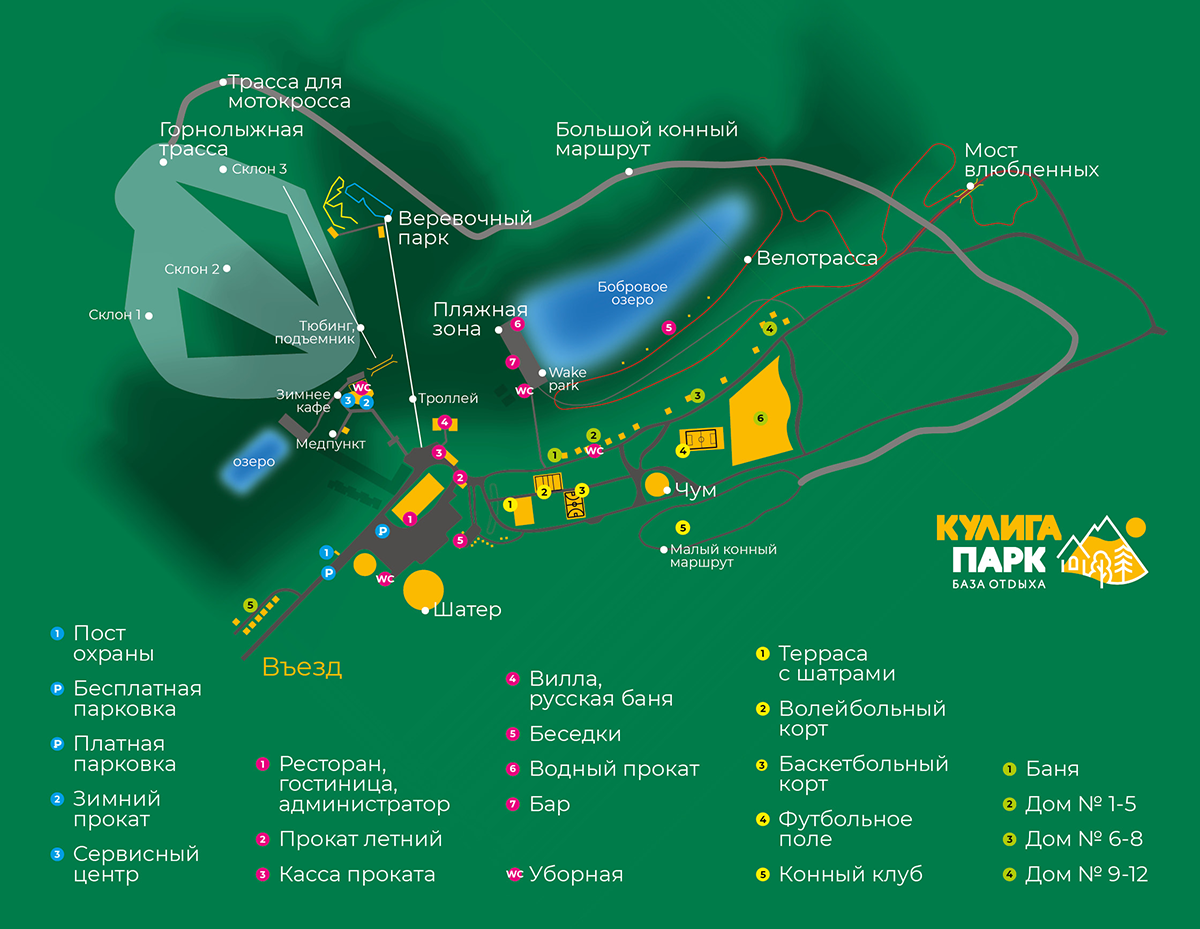 Трасса для
мотокросса
Горнолыжная
трасса
Склон 3
Большой конный
маршрут
Мост
влюбленных
Веревочный
парк
Склон 2
Велотрасса
Бобровое
озеро
Склон 1
Пляжная
зона
6
5
4
Тюбинг,
подъемник
7
Wake
park
WC
WC
Зимнее
кафе
3
2
Троллей
3
4
6
Медпункт
2
4
1
WC
озеро
3
2
Чум
1
2
3
1
P
5
5
Малый конный
маршрут
1
P
WC
КУЛИГА
ПАРК
БАЗА ОТДЫХА
5
Шатер
Въезд
1 Пост
охраны
P Бесплатная
парковка
P Платная
парковка
2 Зимний
прокат
3 Сервисный
центр
1 Ресторан,
гостиница,
администратор
2 Прокат летний
3 Касса проката
4 Вилла,
русская баня
5 Беседки
6 Водный прокат
7 Бар
WC Уборная
1 Терраса
с шатрами
2 Волейбольный
корт
3 Баскетбольный
корт
4 Футбольное
поле
5 Конный клуб
1 Баня
2 Дом № 1-5
3 Дом № 6-8
4 Дом № 9-12